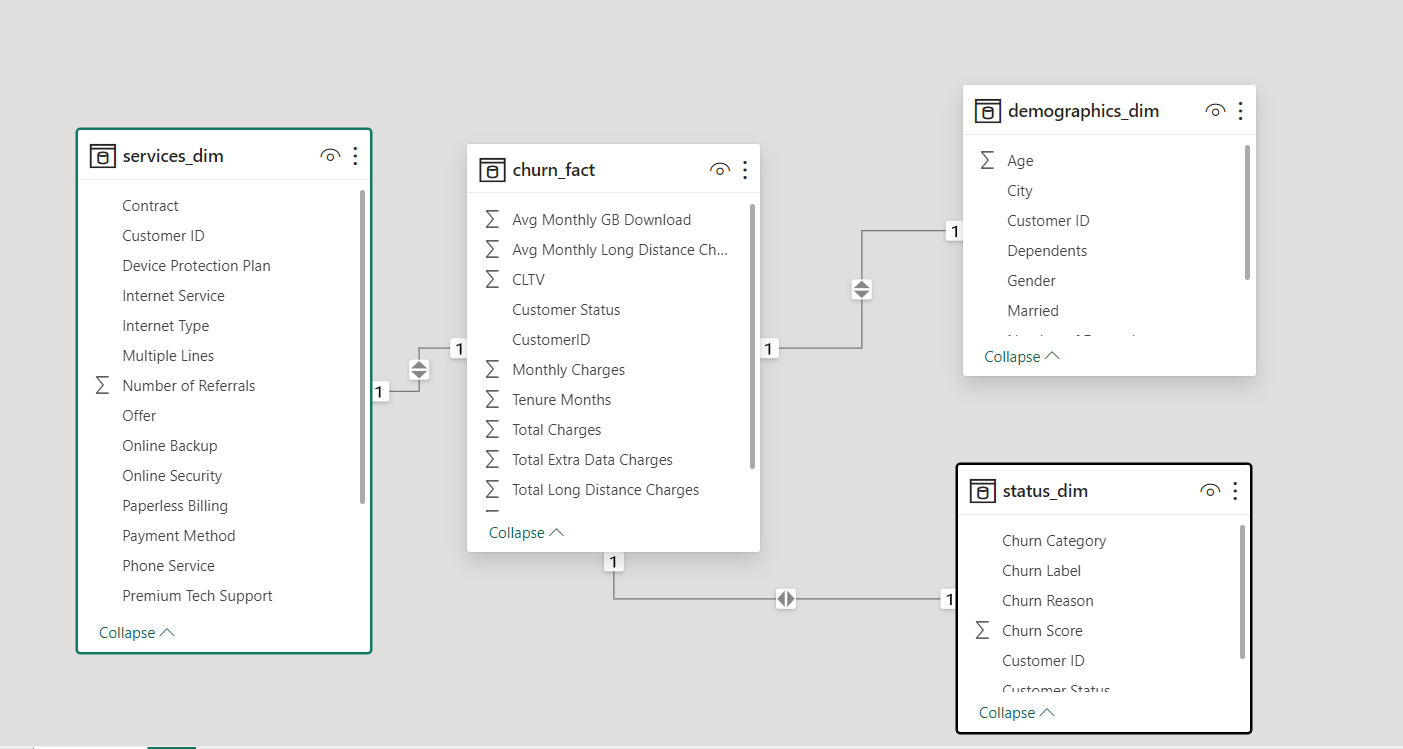 services_dim
Contract
Customer ID
Device Protection Plan
Internet Service
Internet Type
Multiple Lines
Number of Referrals
Offer
Online Backup
Online Security
Paperless Billing
Payment Method
Phone Service
Premium Tech Support
Collapse
1
1
churn_fact
Avg Monthly GB Download
Avg Monthly Long Distance Ch...
CLTV
Customer Status
CustomerID
Monthly Charges
Tenure Months
Total Charges
Total Extra Data Charges
Total Long Distance Charges
Collapse
1
1
1
1
demographics_dim
Age
City
Customer ID
Dependents
Gender
Married
Collapse
status_dim
Churn Category
Churn Label
Churn Reason
Churn Score
Customer ID
Customer Status
Collapse